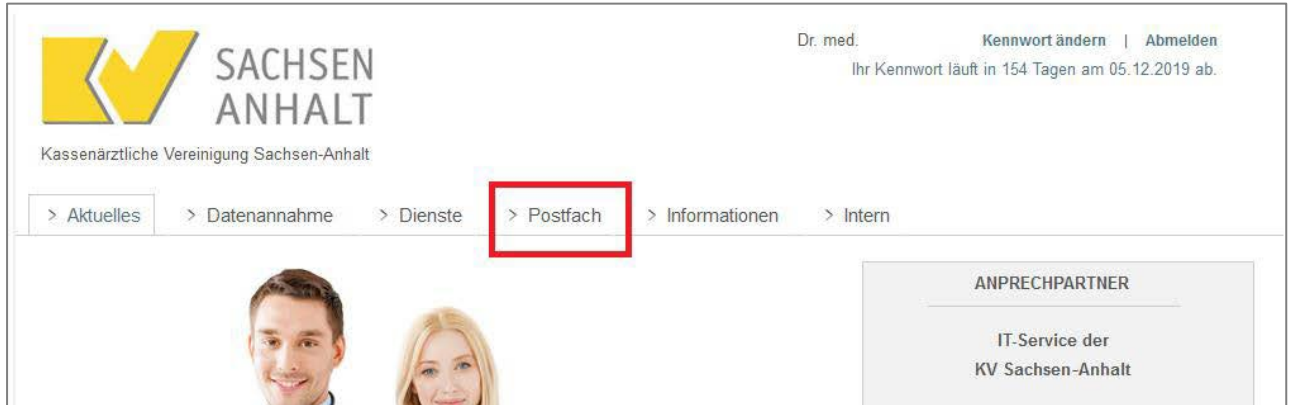 SACHSEN
ANHALT
Kassenärztliche Vereinigung Sachsen-Anhalt
Dr. med. Kennwort ändern | Abmelden
Ihr Kennwort läuft in 154 Tagen am 05.12.2019 ab.
> Aktuelles > Datenannahme > Dienste > Postfach > Informationen > Intern
ANPRECHPARTNER
IT-Service der
KV Sachsen-Anhalt